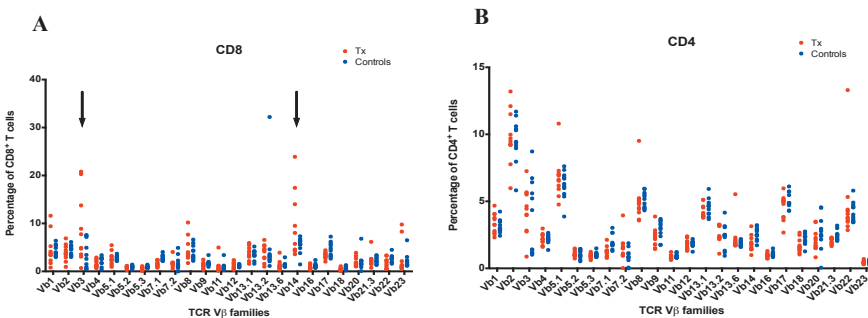 A
CD8
Tx
Controls
Percentage of CD8+ T cells
40
30
20
10
0
Vb1 Vb2 Vb3 Vb4 Vb5.1 Vb5.2 Vb5.3 Vb7.1 Vb7.2 Vb8 Vb9 Vb11 Vb12 Vb13.1 Vb13.2 Vb13.6 Vb14 Vb16 Vb17 Vb18 Vb20 Vb21.3 Vb22 Vb23
TCR Vβ families
B
CD4
Tx
Controls
Percentage of CD4+ T cells
15
10
5
0
Vb1 Vb2 Vb3 Vb4 Vb5.1 Vb5.2 Vb5.3 Vb7.1 Vb7.2 Vb8 Vb9 Vb11 Vb12 Vb13.1 Vb13.2 Vb13.6 Vb14 Vb16 Vb17 Vb18 Vb20 Vb21.3 Vb22 Vb23
TCR Vβ families